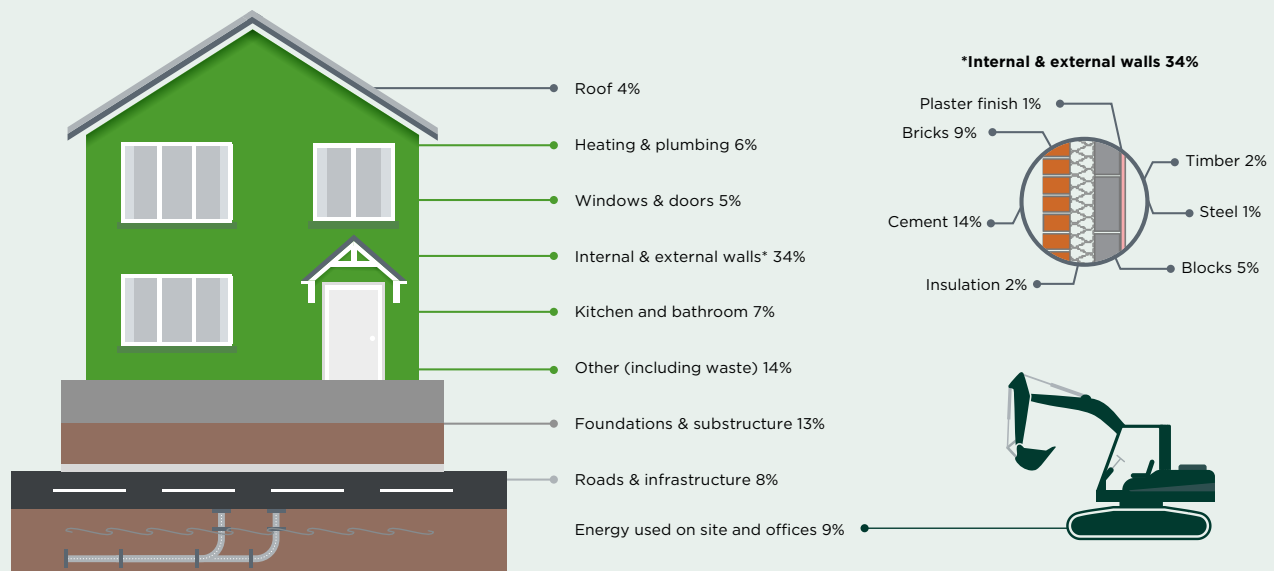 Roof 4%
Heating & plumbing 6%
Windows & doors 5%
Internal & external walls* 34%
Kitchen and bathroom 7%
Other (including waste) 14%
Foundations & substructure 13%
Roads & infrastructure 8%
Energy used on site and offices 9%
*Internal & external walls 34%
Plaster finish 1%
Bricks 9%
Timber 2%
Steel 1%
Cement 14%
Blocks 5%
Insulation 2%